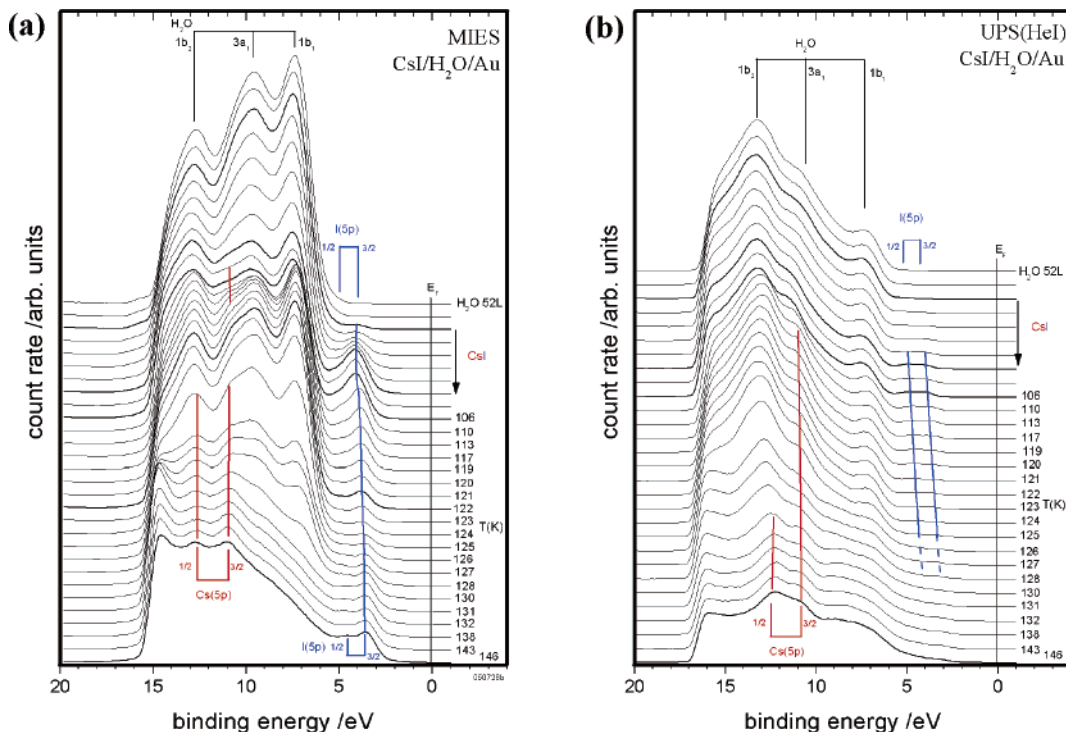 (a)
MIES
CsI/H₂O/Au
H₂O
1b₂
3a₁
1b₁
I(5p)
1/2
3/2
E_F
H₂O 52L
CsI
106
110
113
117
119
120
121
122
123
T(K)
124
125
126
127
128
130
131
132
138
143
146
1/2
3/2
Cs(5p)
I(5p)
1/2
3/2
count rate /arb. units
20
15
10
5
0
binding energy /eV
(b)
UPS(HeI)
CsI/H₂O/Au
H₂O
1b₂
3a₁
1b₁
I(5p)
1/2
3/2
E_F
H₂O 52L
CsI
106
110
113
117
119
120
121
122
T(K)
123
124
125
126
127
128
130
131
132
138
143
146
1/2
3/2
Cs(5p)
count rate /arb. units
20
15
10
5
0
binding energy /eV